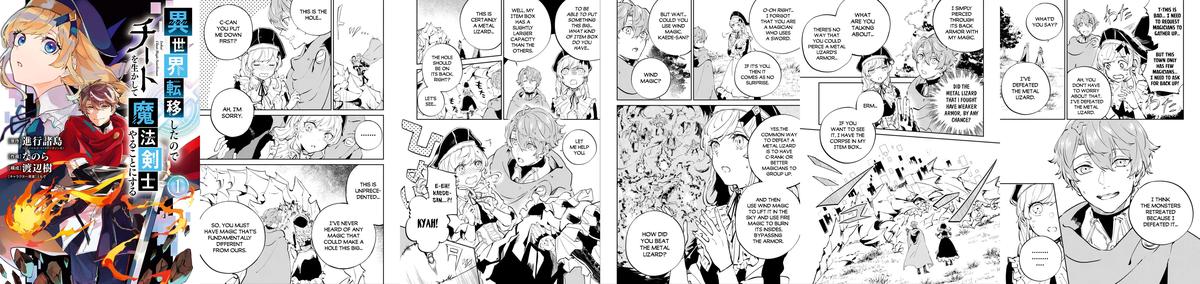 異世界転移したので
チートを生かして
魔法剣士
やることにする
1
進行諸島
なのら
渡辺樹
T-THIS IS
BAD... I NEED
TO REQUEST
MAGICIANS TO
GATHER UP.
BUT THIS
TOWN ONLY
HAS FEW
MAGICIANS...
I NEED TO ASK
FOR BACK UP!
AH, YOU
DON'T HAVE TO
WORRY ABOUT
THAT, I'VE
DEFEATED THE
METAL LIZARD.
WHAT'D
YOU SAY?
I'VE
DEFEATED
THE METAL
LIZARD.
I THINK
THE MONSTERS
RETREATED
BECAUSE I
DEFEATED IT...
I SIMPLY
PIERCED
THROUGH ITS
BACK ARMOR
WITH MY MAGIC.
WHAT ARE
YOU TALKING
ABOUT...
THERE'S NO
WAY THAT YOU
COULD PIERCE
A METAL LIZARD'S
ARMOR...
DID THE
METAL LIZARD
THAT I FOUGHT
HAVE WEAKER
ARMOR, BY ANY
CHANCE?
ERM...
IF YOU
WANT TO SEE
IT, I HAVE THE
CORPSE IN MY
ITEM BOX...
O-OH RIGHT...
I FORGOT THAT
YOU ARE A
MAGICIAN WHO
USES A SWORD.
IF IT'S YOU,
THEN IT
COMES AS NO
SURPRISE.
BUT WAIT...
COULD YOU
USE WIND
MAGIC,
KAEDE-SAN?
WIND
MAGIC?
YES. THE
COMMON WAY
TO DEFEAT A
METAL LIZARD
IS TO HAVE
C-RANK OR
BETTER
MAGICIANS TO
GROUP UP.
AND THEN
USE WIND MAGIC
TO LIFT IT IN THE
SKY AND USE FIRE
MAGIC TO BURN
ITS INSIDES,
BYPASSING
THE ARMOR.
HOW DID
YOU BEAT
THE METAL
LIZARD?
TO BE
ABLE TO PUT
SOMETHING
THIS BIG...
WHAT KIND
OF ITEM BOX
DO YOU
HAVE..
WELL, MY
ITEM BOX HAS A
SLIGHTLY
LARGER
CAPACITY
THAN THE
OTHERS.
THIS IS
CERTAINLY
A METAL
LIZARD...
THE HOLE
SHOULD
BE ON
ITS BACK,
RIGHT?
LET'S
SEE...
LET
ME HELP
YOU.
E-EH!
KAEDE-
SAN...?!
KYAH!
THIS IS
THE HOLE..
C-CAN
YOU PUT
ME DOWN
FIRST?
AH, I'M
SORRY.
........
THIS IS
UNPRECE-
DENTED...
I'VE NEVER
HEARD OF ANY
MAGIC THAT
COULD MAKE A
HOLE THIS BIG..
SO, YOU MUST
HAVE MAGIC THAT'S
FUNDAMENTALLY
DIFFERENT
FROM OURS.